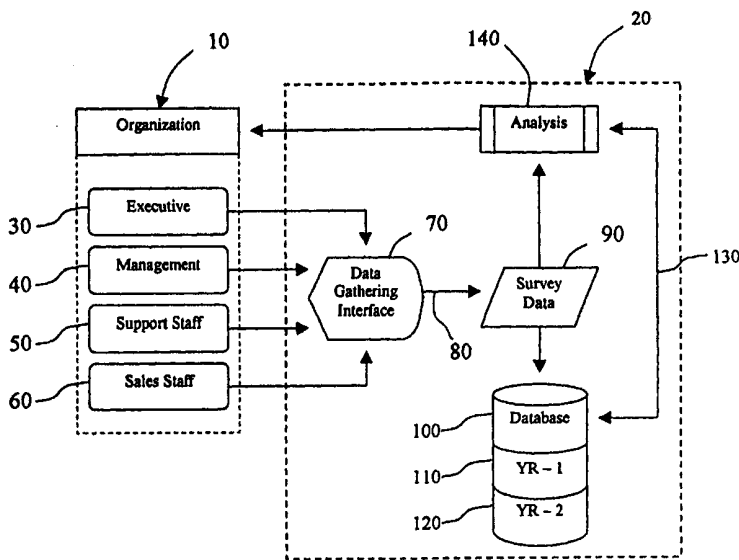 10
140
20
Organization
Analysis
30
Executive
70
90
40
Management
Data
Gathering
Interface
Survey
Data
130
50
Support Staff
80
60
Sales Staff
100
Database
110
YR - 1
120
YR - 2